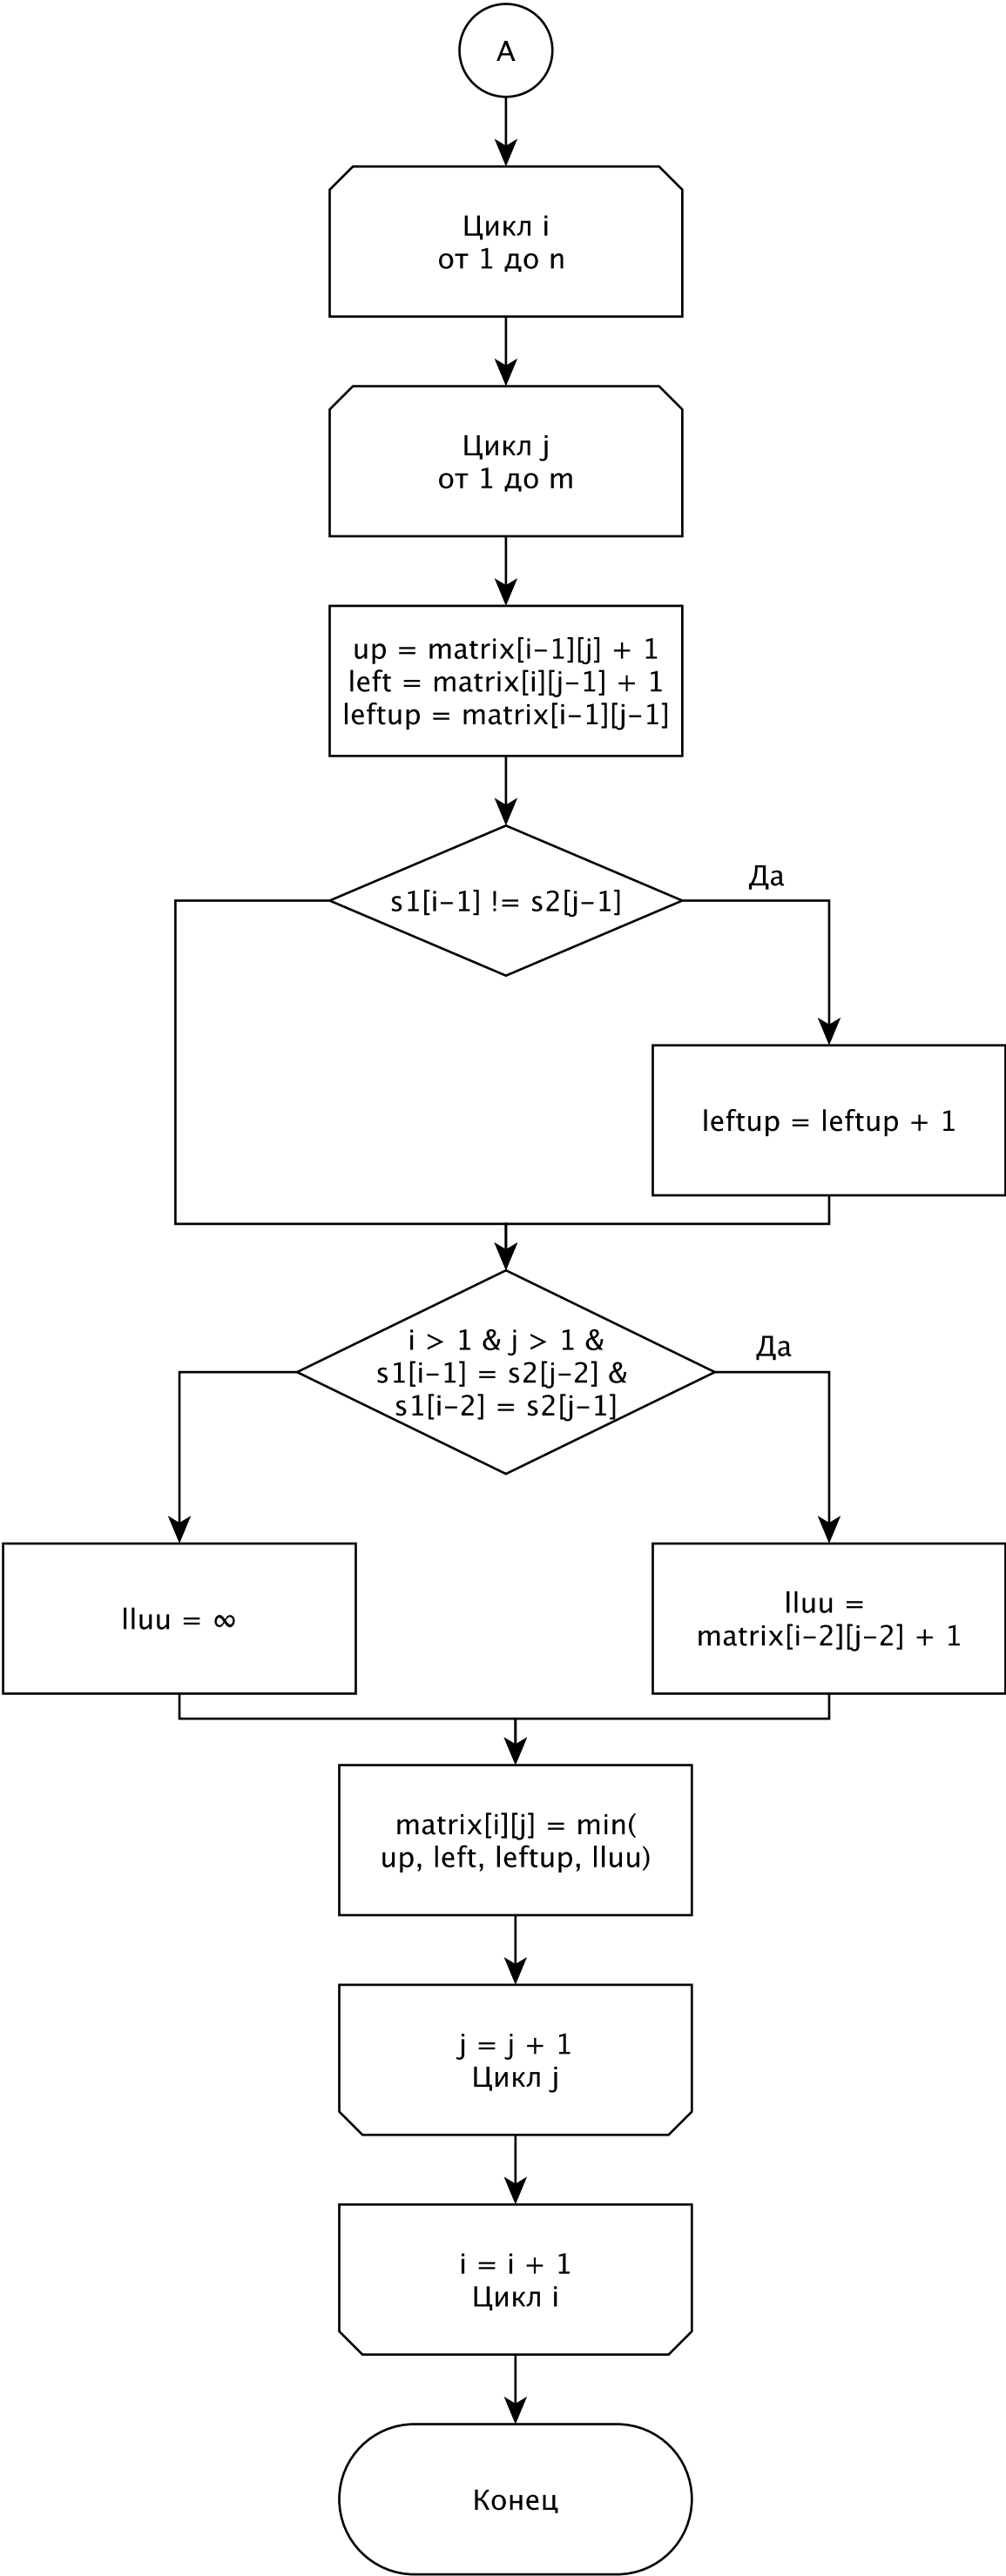 A
Цикл i
от 1 до n
Цикл j
от 1 до m
up = matrix[i-1][j] + 1
left = matrix[i][j-1] + 1
leftup = matrix[i-1][j-1]
s1[i-1] != s2[j-1]
Да
leftup = leftup + 1
i > 1 & j > 1 &
s1[i-1] = s2[j-2] &
s1[i-2] = s2[j-1]
Да
lluu = ∞
lluu =
matrix[i-2][j-2] + 1
matrix[i][j] = min(
up, left, leftup, lluu)
j = j + 1
Цикл j
i = i + 1
Цикл i
Конец